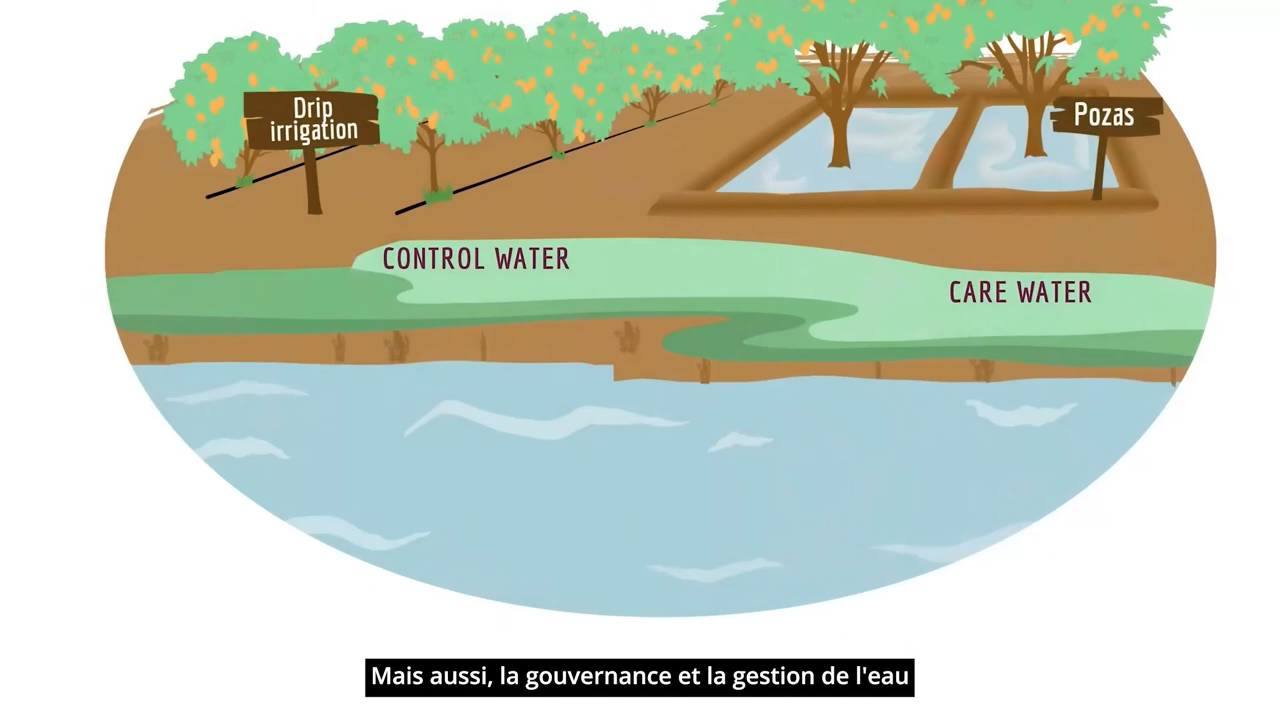 Drip
irrigation
Pozas
CONTROL WATER
CARE WATER
Mais aussi, la gouvernance et la gestion de l'eau